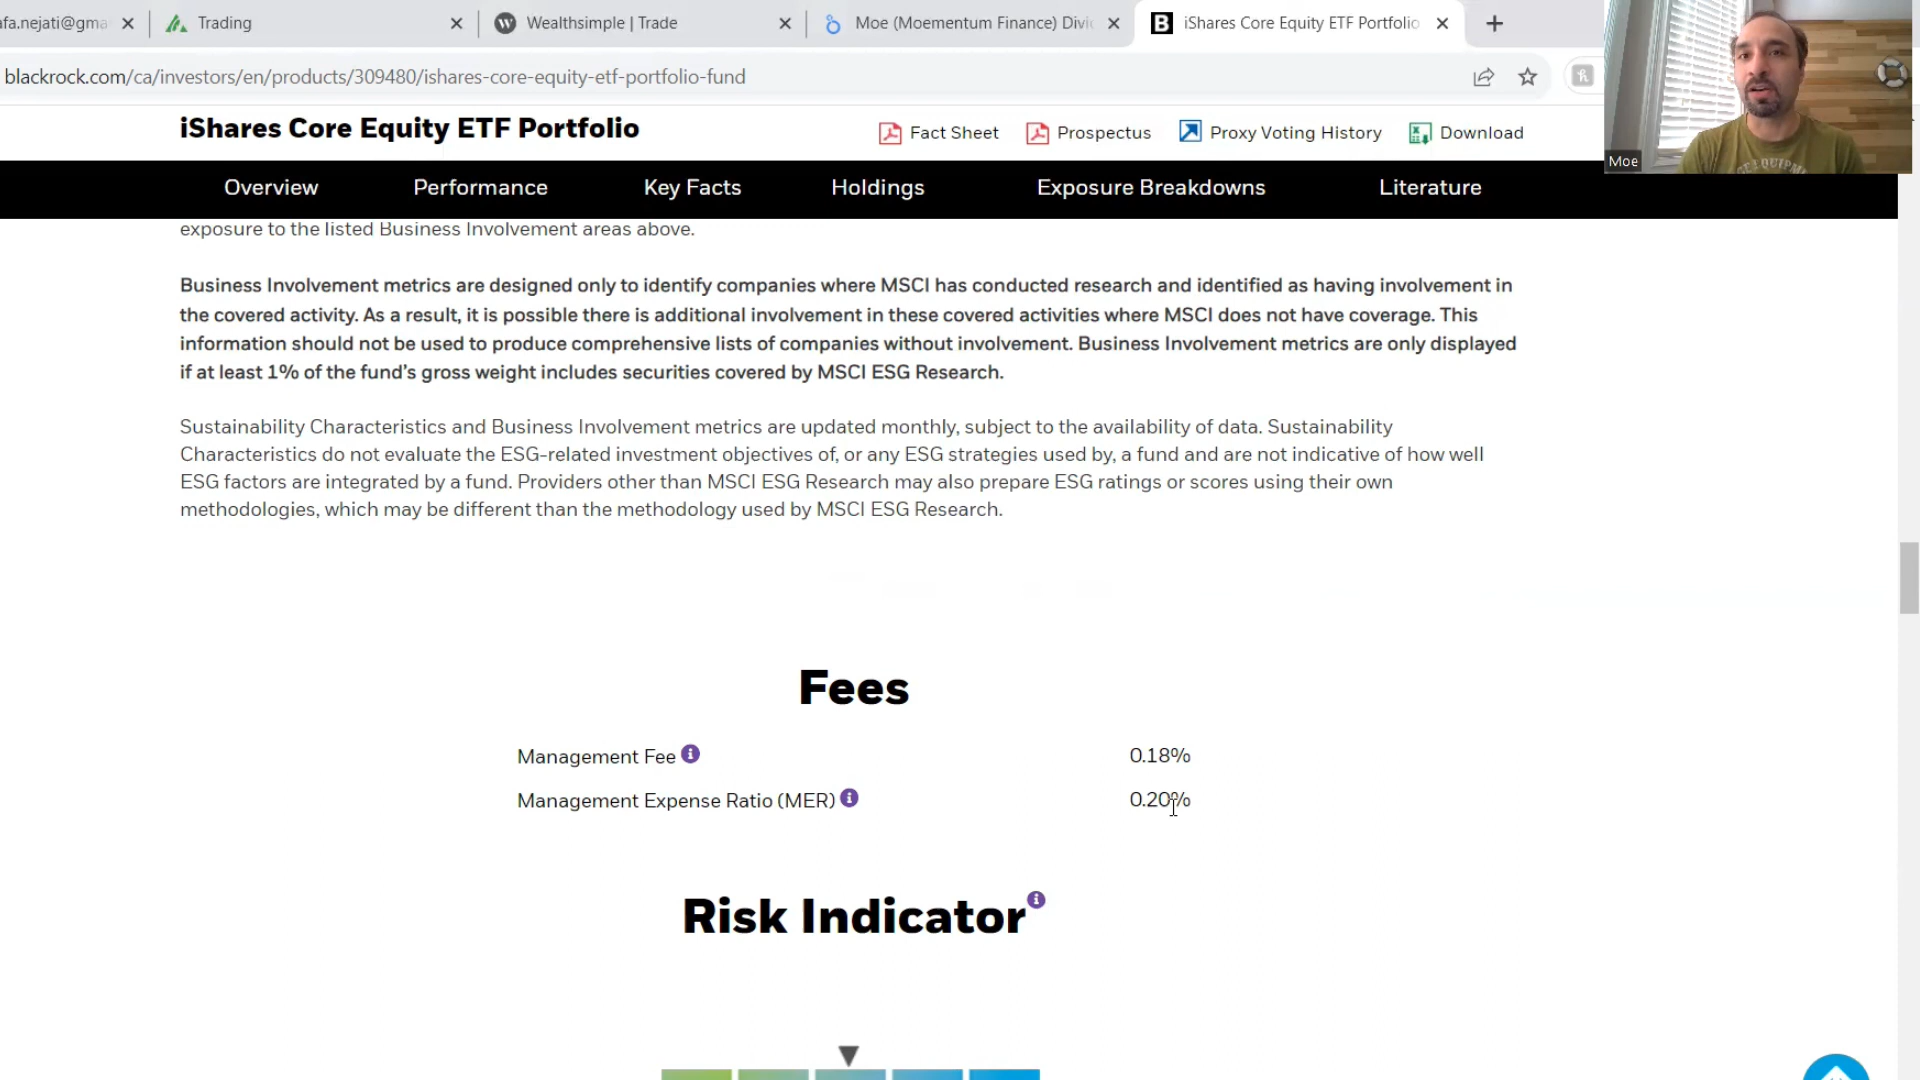 afa.nejati@gma
Trading
Wealthsimple | Trade
Moe (Moementum Finance) Divi
iShares Core Equity ETF Portfolio
blackrock.com/ca/investors/en/products/309480/ishares-core-equity-etf-portfolio-fund
iShares Core Equity ETF Portfolio
Fact Sheet
Prospectus
Proxy Voting History
Download
Moe
Overview
Performance
Key Facts
Holdings
Exposure Breakdowns
Literature
exposure to the listed Business Involvement areas above.
Business Involvement metrics are designed only to identify companies where MSCI has conducted research and identified as having involvement in
the covered activity. As a result, it is possible there is additional involvement in these covered activities where MSCI does not have coverage. This
information should not be used to produce comprehensive lists of companies without involvement. Business Involvement metrics are only displayed
if at least 1% of the fund’s gross weight includes securities covered by MSCI ESG Research.
Sustainability Characteristics and Business Involvement metrics are updated monthly, subject to the availability of data. Sustainability
Characteristics do not evaluate the ESG-related investment objectives of, or any ESG strategies used by, a fund and are not indicative of how well
ESG factors are integrated by a fund. Providers other than MSCI ESG Research may also prepare ESG ratings or scores using their own
methodologies, which may be different than the methodology used by MSCI ESG Research.
Fees
Management Fee
0.18%
Management Expense Ratio (MER)
0.20%
Risk Indicator